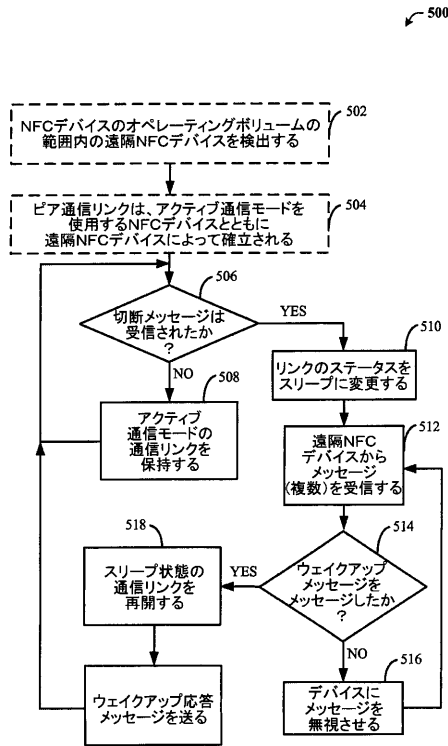 500
NFCデバイスのオペレーティングボリュームの
範囲内の遠隔NFCデバイスを検出する
502
ピア通信リンクは、アクティブ通信モードを
使用するNFCデバイスとともに
遠隔NFCデバイスによって確立される
504
506
切断メッセージは
受信されたか
?
YES
NO
508
アクティブ
通信モードの
通信リンクを
保持する
510
リンクのステータスを
スリープに変更する
512
遠隔NFC
デバイスから
メッセージ
(複数)を受信する
514
ウェイクアップ
メッセージを
メッセージしたか
?
YES
NO
518
スリープ状態の
通信リンクを
再開する
516
デバイスに
メッセージを
無視させる
ウェイクアップ応答
メッセージを送る